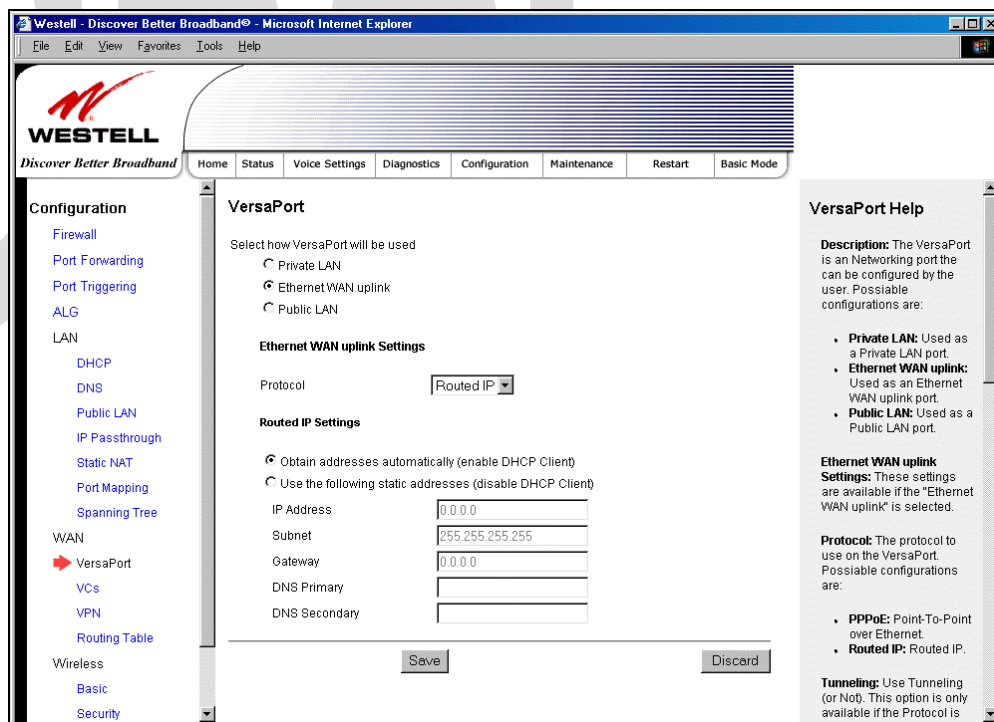 Westell - Discover Better Broadband® - Microsoft Internet Explorer
File Edit View Favorites Tools Help
WESTELL
Discover Better Broadband
Home Status Voice Settings Diagnostics Configuration Maintenance Restart Basic Mode
Configuration
Firewall
Port Forwarding
Port Triggering
ALG
LAN
DHCP
DNS
Public LAN
IP Passthrough
Static NAT
Port Mapping
Spanning Tree
WAN
VersaPort
VCs
VPN
Routing Table
Wireless
Basic
Security
VersaPort
Select how VersaPort will be used
Private LAN
Ethernet WAN uplink
Public LAN
Ethernet WAN uplink Settings
Protocol Routed IP
Routed IP Settings
Obtain addresses automatically (enable DHCP Client)
Use the following static addresses (disable DHCP Client)
IP Address 0.0.0.0
Subnet 255.255.255.255
Gateway 0.0.0.0
DNS Primary
DNS Secondary
Save Discard
VersaPort Help
Description: The VersaPort
is an Networking port the
can be configured by the
user. Possiable
configurations are:
• Private LAN: Used as
a Private LAN port.
• Ethernet WAN uplink:
Used as an Ethernet
WAN uplink port.
• Public LAN: Used as a
Public LAN port.
Ethernet WAN uplink
Settings: These settings
are available if the "Ethernet
WAN uplink" is selected.
Protocol: The protocol to
use on the VersaPort.
Possiable configurations
are:
• PPPoE: Point-To-Point
over Ethernet.
• Routed IP: Routed IP.
Tunneling: Use Tunneling
(or Not). This option is only
available if the Protocol is